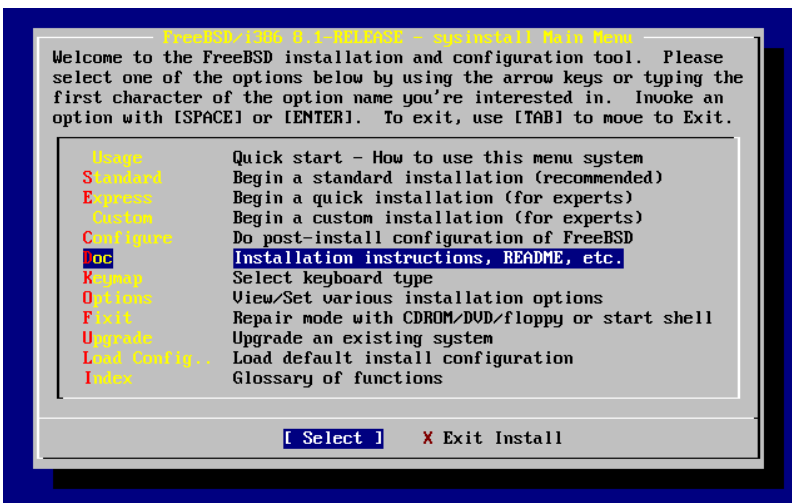 FreeBSD/i386 8.1-RELEASE - sysinstall Main Menu
Welcome to the FreeBSD installation and configuration tool.  Please
select one of the options below by using the arrow keys or typing the
first character of the option name you're interested in.  Invoke an
option with [SPACE] or [ENTER].  To exit, use [TAB] to move to Exit.
Usage Quick start - How to use this menu system
Standard Begin a standard installation (recommended)
Express Begin a quick installation (for experts)
Custom Begin a custom installation (for experts)
Configure Do post-install configuration of FreeBSD
Doc Installation instructions, README, etc.
Keymap Select keyboard type
Options View/Set various installation options
Fixit Repair mode with CDROM/DVD/floppy or start shell
Upgrade Upgrade an existing system
Load Config.. Load default install configuration
Index Glossary of functions
[ Select ] X Exit Install